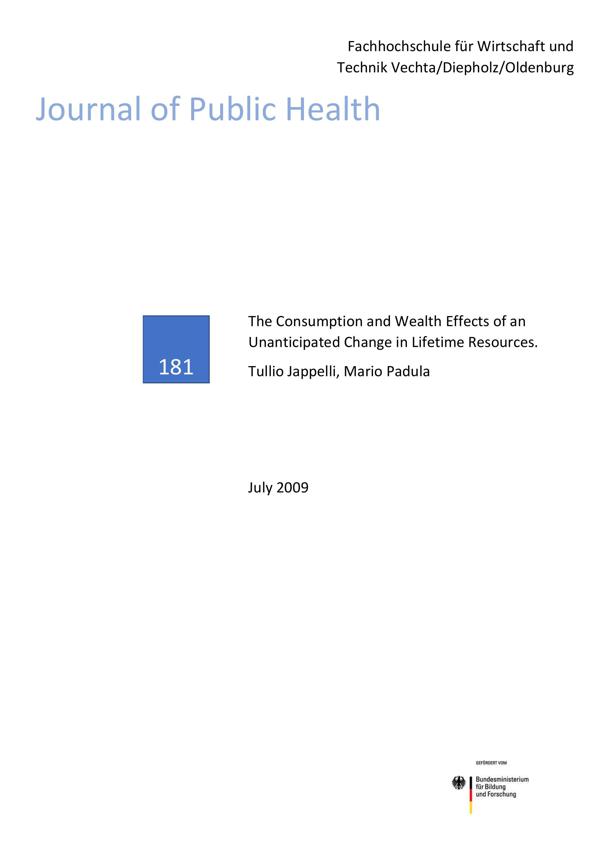 Fachhochschule für Wirtschaft und
Technik Vechta/Diepholz/Oldenburg
Journal of Public Health
181
The Consumption and Wealth Effects of an
Unanticipated Change in Lifetime Resources.
Tullio Jappelli, Mario Padula
July 2009
GEFÖRDERT VOM
Bundesministerium
für Bildung
und Forschung